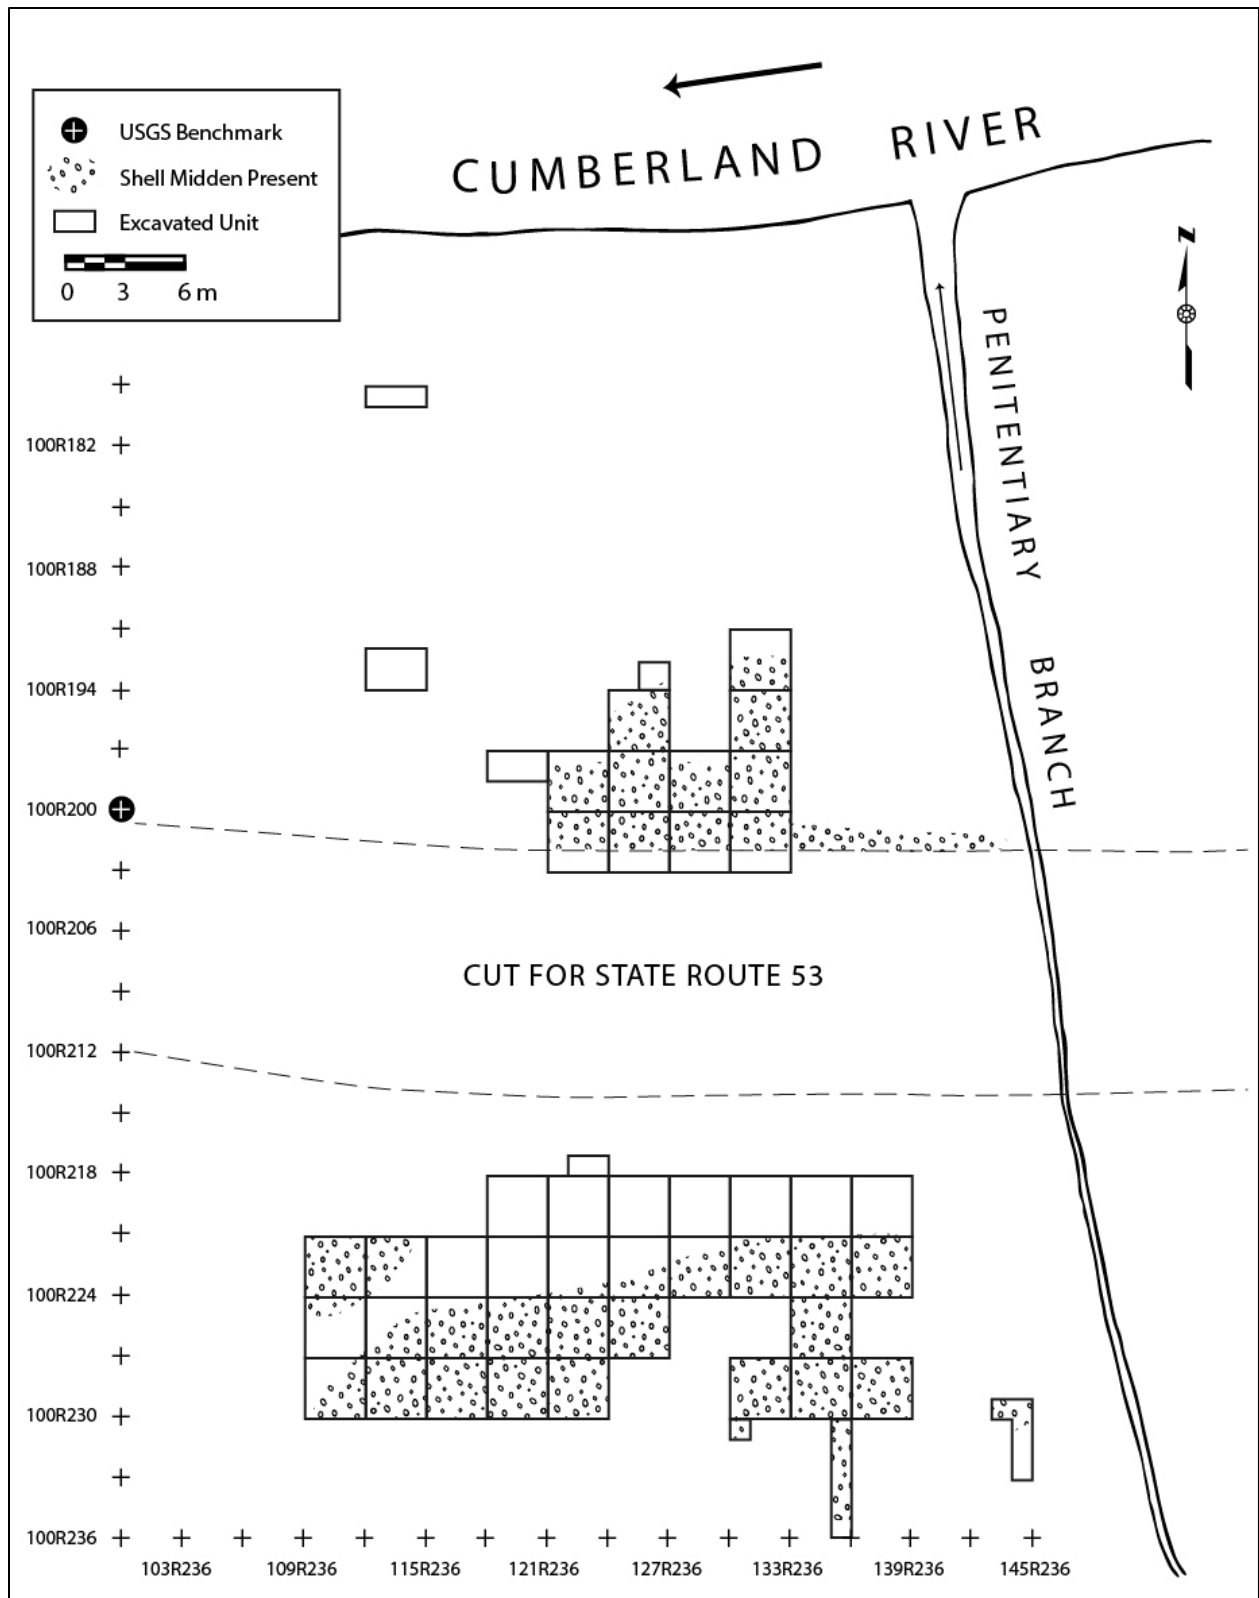 CUMBERLAND RIVER
USGS Benchmark
Shell Midden Present
Excavated Unit
0 3 6 m
N
PENITENTIARY BRANCH
100R182
100R188
100R194
100R200
100R206
CUT FOR STATE ROUTE 53
100R212
100R218
100R224
100R230
100R236
103R236 109R236 115R236 121R236 127R236 133R236 139R236 145R236